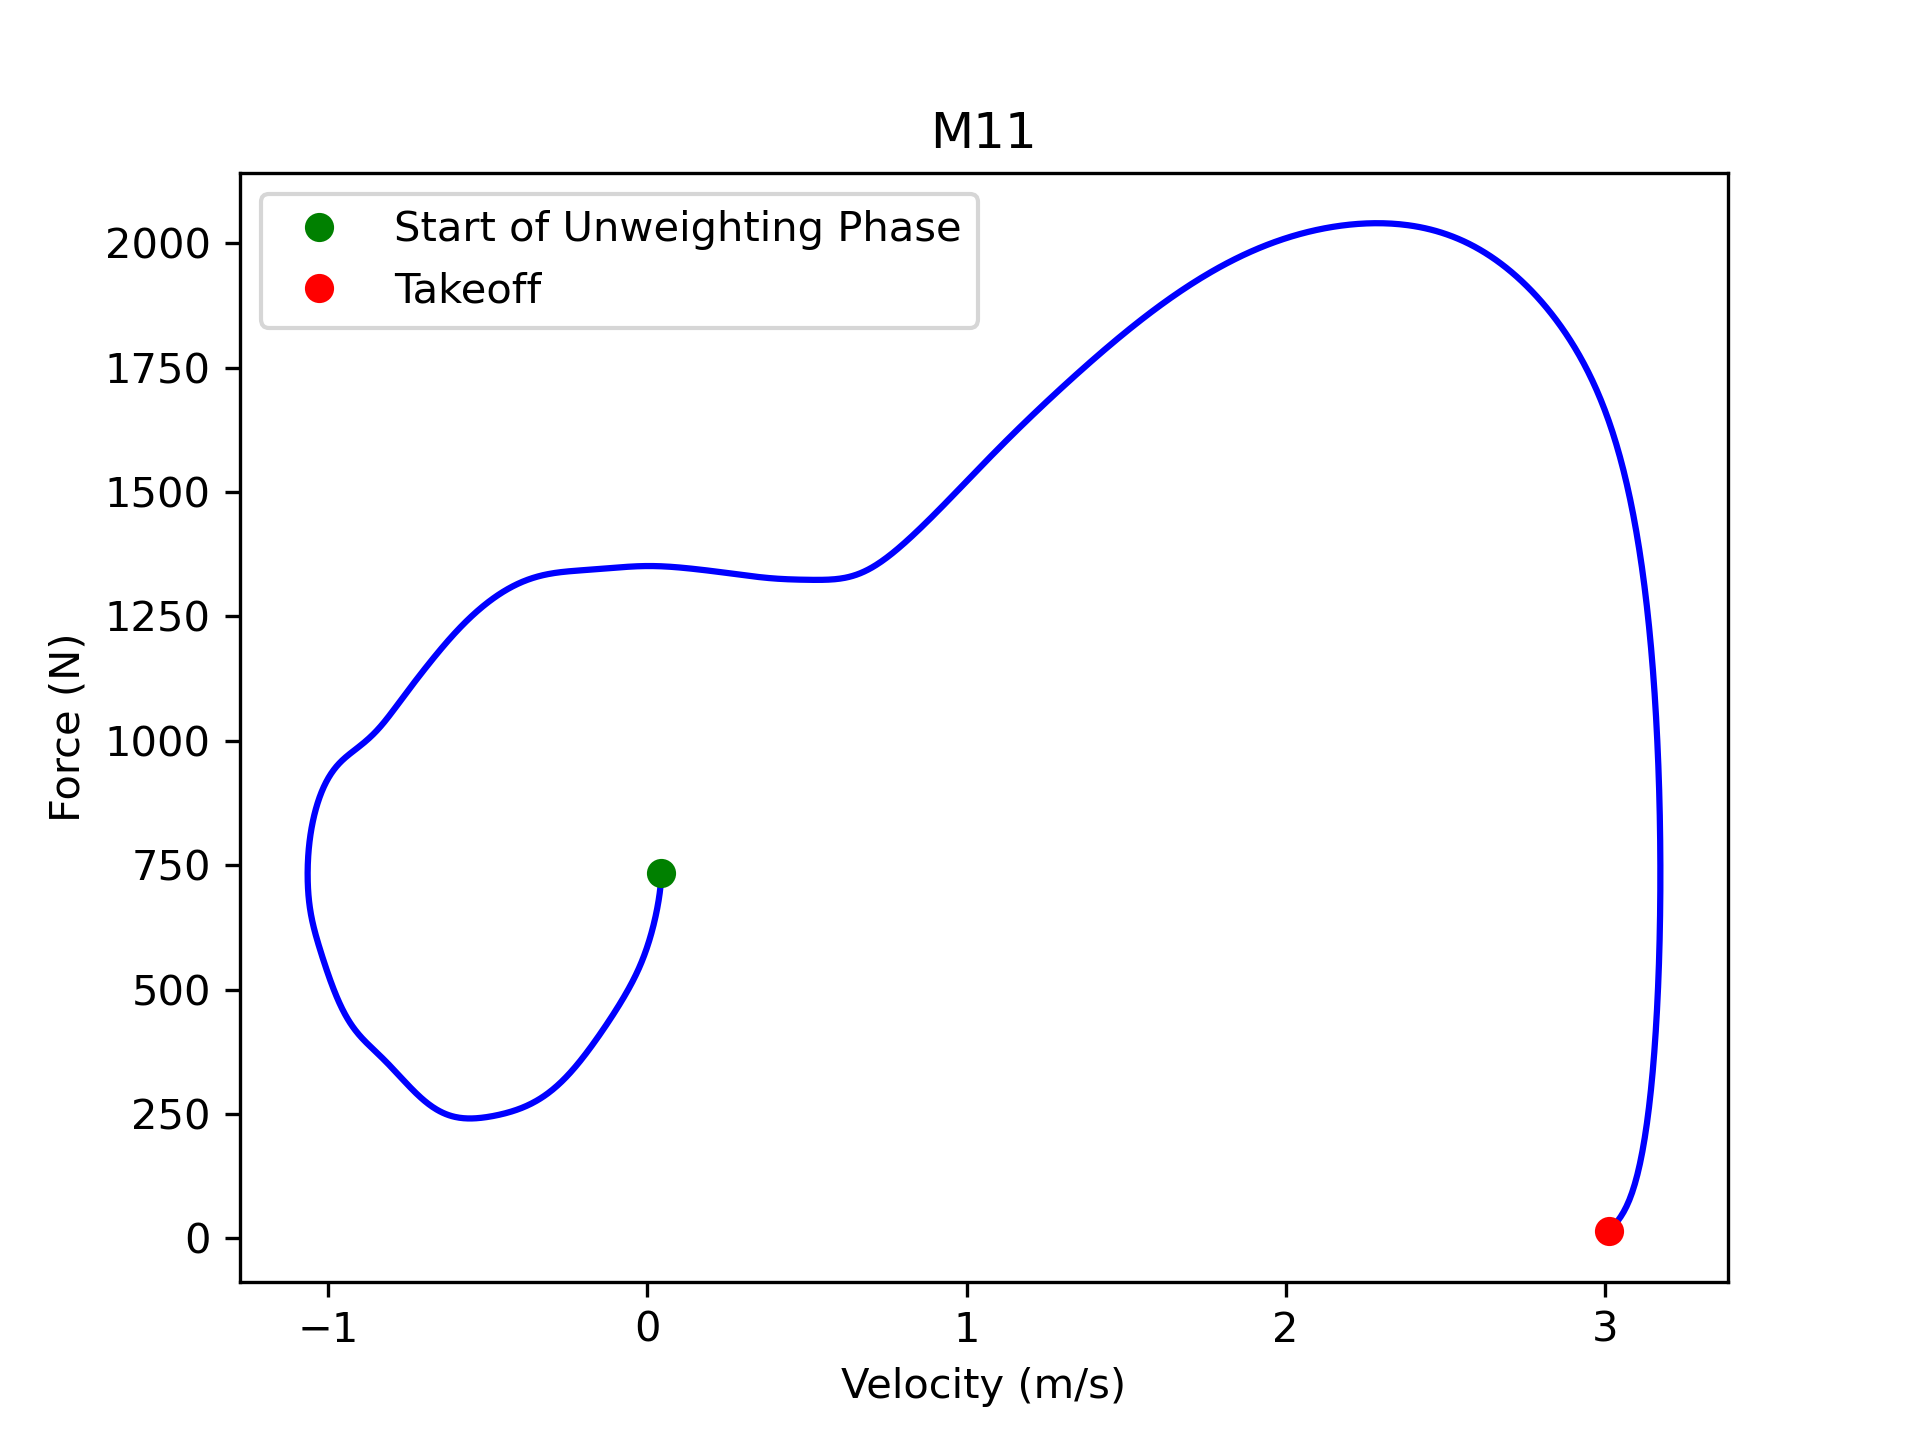 M11
Start of Unweighting Phase
Takeoff
2000
1750
1500
1250
1000
750
500
250
0
Force (N)
−1 0 1 2 3
Velocity (m/s)